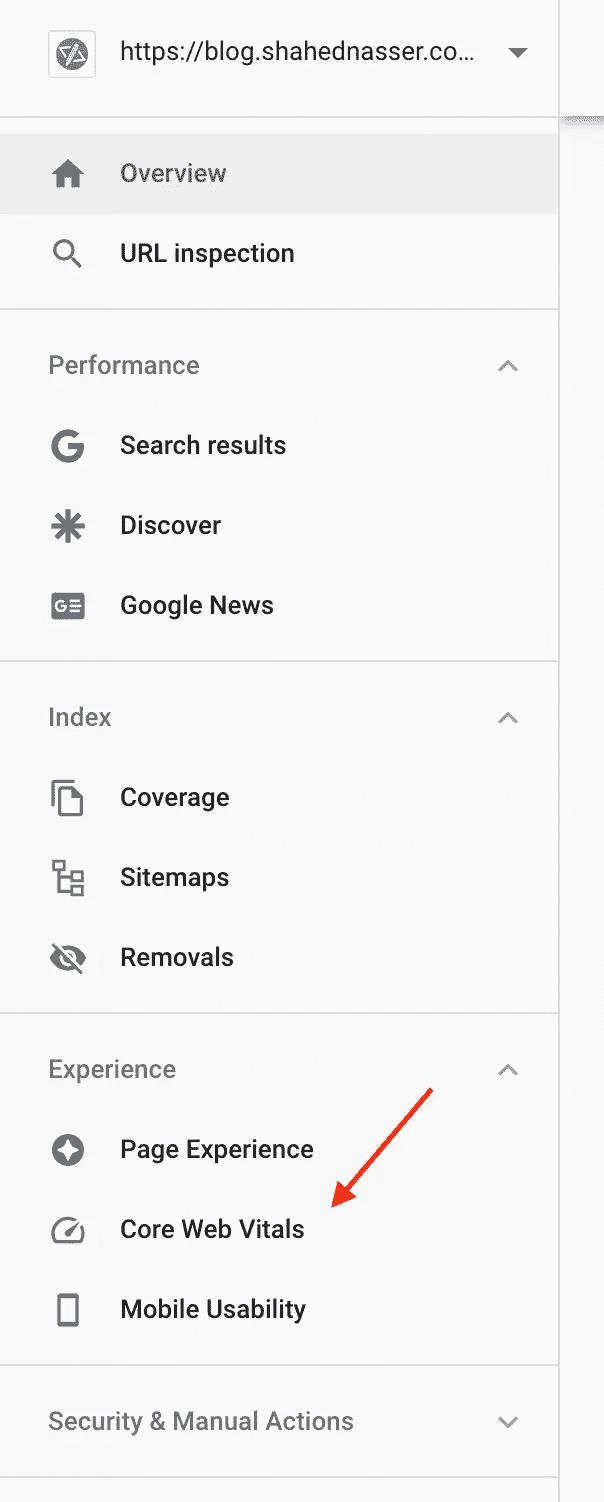 https://blog.shahednasser.co...
Overview
URL inspection
Performance
Search results
Discover
Google News
Index
Coverage
Sitemaps
Removals
Experience
Page Experience
Core Web Vitals
Mobile Usability
Security & Manual Actions